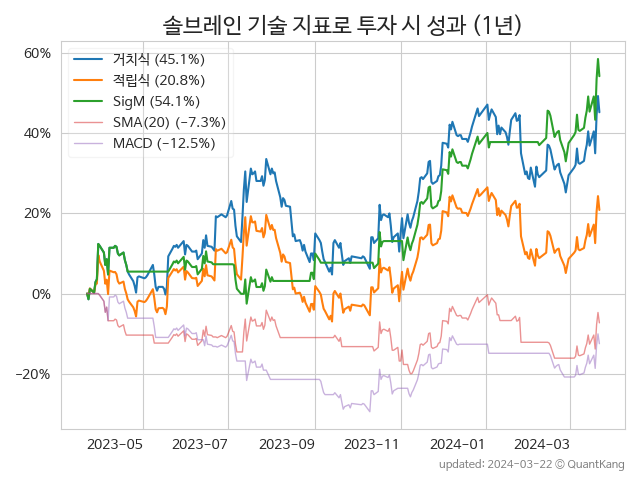 솔브레인 기술 지표로 투자 시 성과 (1년)
60%
40%
20%
0%
−20%
거치식 (45.1%)
적립식 (20.8%)
SigM (54.1%)
SMA(20) (−7.3%)
MACD (−12.5%)
2023-05
2023-07
2023-09
2023-11
2024-01
2024-03
updated: 2024-03-22 © QuantKang